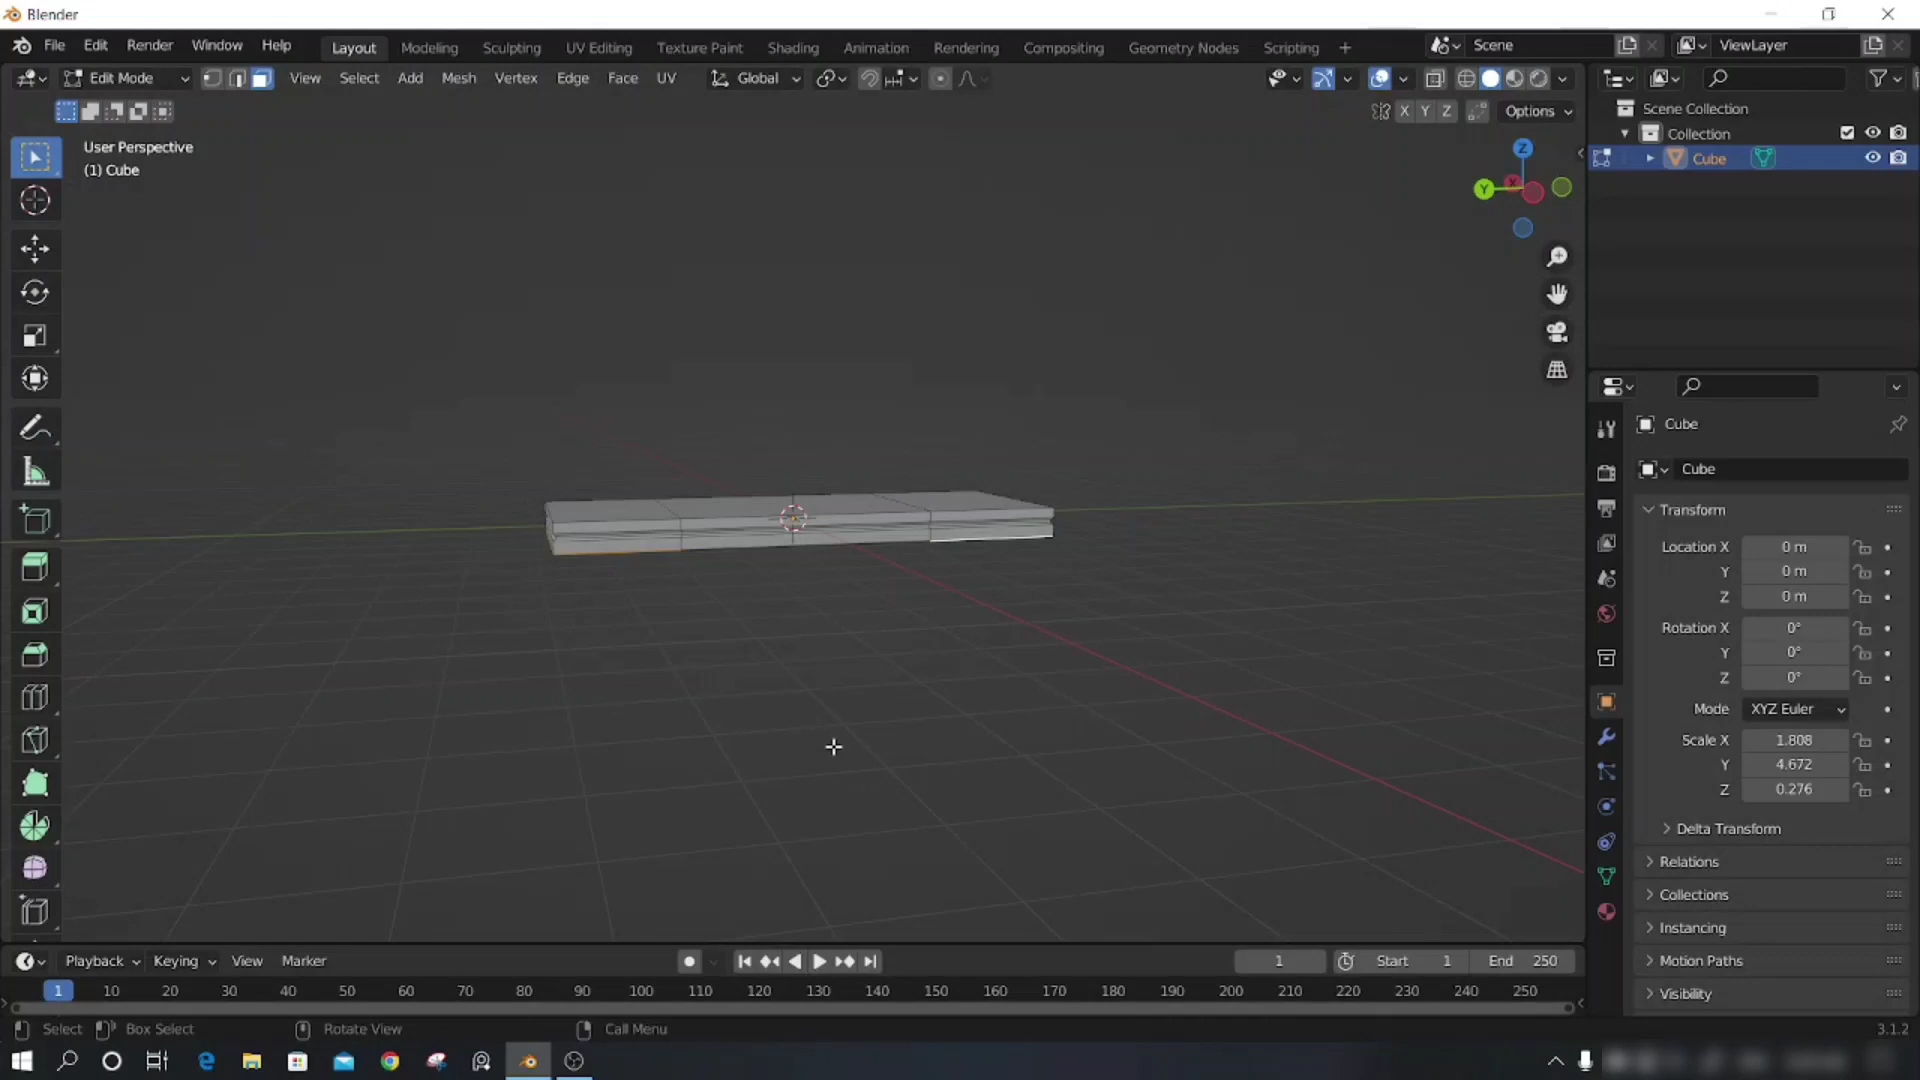 Blender
File Edit Render Window Help Layout Modeling Sculpting UV Editing Texture Paint Shading Animation Rendering Compositing Geometry Nodes Scripting + Scene ViewLayer
Edit Mode View Select Add Mesh Vertex Edge Face UV Global
X Y Z Options
User Perspective
(1) Cube
Z
Y
X
Scene Collection
Collection
Cube
Cube
Cube
Transform
Location X 0 m
Y 0 m
Z 0 m
Rotation X 0°
Y 0°
Z 0°
Mode XYZ Euler
Scale X 1.808
Y 4.672
Z 0.276
Delta Transform
Relations
Collections
Instancing
Motion Paths
Visibility
Playback Keying View Marker 1 Start 1 End 250
1 10 20 30 40 50 60 70 80 90 100 110 120 130 140 150 160 170 180 190 200 210 220 230 240 250
Select Box Select Rotate View Call Menu 3.1.2